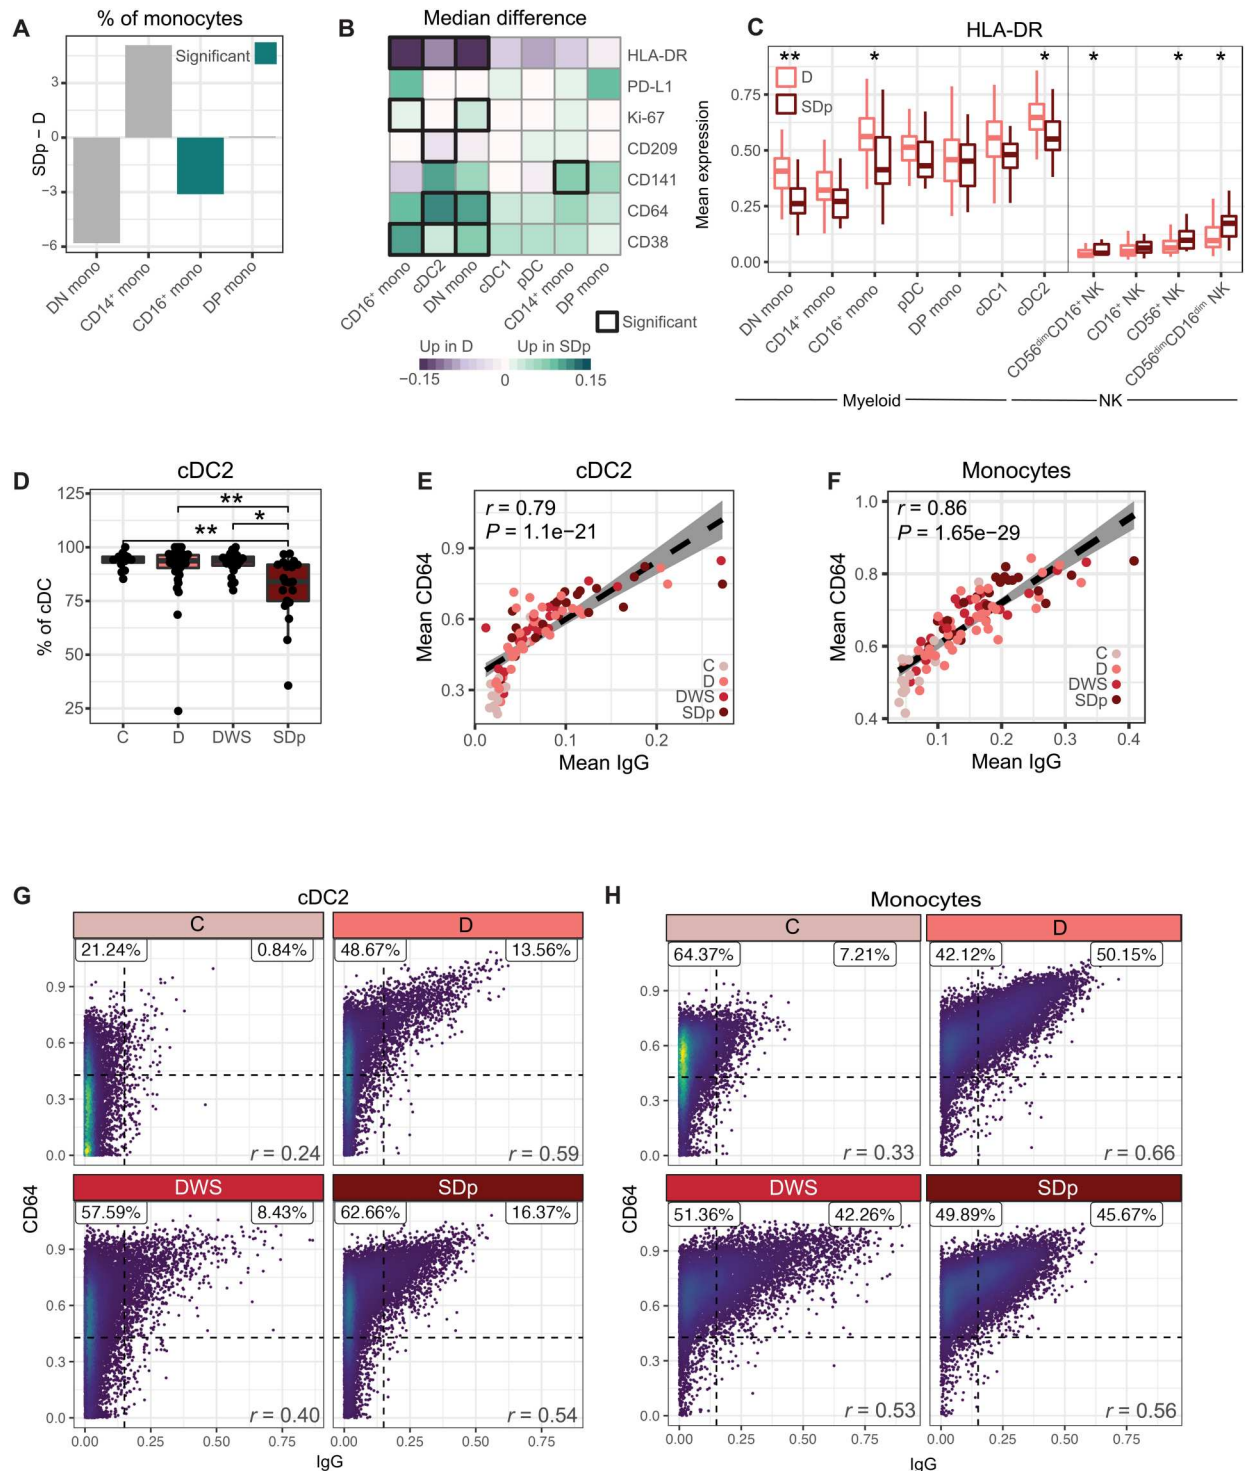 A
% of monocytes
Significant
SDp − D
3
0
−3
−6
DN mono
CD14⁺ mono
CD16⁺ mono
DP mono
B
Median difference
HLA-DR
PD-L1
Ki-67
CD209
CD141
CD64
CD38
CD16⁺ mono
cDC2
DN mono
cDC1
pDC
CD14⁺ mono
DP mono
Significant
Up in D
Up in SDp
−0.15
0
0.15
C
HLA-DR
** * * * * *
D
SDp
Mean expression
0.75
0.50
0.25
0.00
DN mono
CD14⁺ mono
CD16⁺ mono
pDC
DP mono
cDC1
cDC2
CD56ᵈⁱᵐCD16⁺ NK
CD16⁺ NK
CD56⁺ NK
CD56ᵈⁱᵐCD16ᵈⁱᵐ NK
Myeloid
NK
D
cDC2
% of cDC
125
100
75
50
25
**
** *
C D DWS SDp
E
cDC2
r = 0.79
P = 1.1e−21
Mean CD64
0.9
0.6
0.3
C
D
DWS
SDp
0.0 0.1 0.2
Mean IgG
F
Monocytes
r = 0.86
P = 1.65e−29
Mean CD64
1.0
0.8
0.6
0.4
C
D
DWS
SDp
0.1 0.2 0.3 0.4
Mean IgG
G
cDC2
C
21.24% 0.84%
r = 0.24
D
48.67% 13.56%
r = 0.59
0.9
0.6
0.3
0.0
CD64
DWS
57.59% 8.43%
r = 0.40
SDp
62.66% 16.37%
r = 0.54
0.9
0.6
0.3
0.0
0.00 0.25 0.50 0.75
0.00 0.25 0.50 0.75
IgG
H
Monocytes
C
64.37% 7.21%
r = 0.33
D
42.12% 50.15%
r = 0.66
0.9
0.6
0.3
0.0
CD64
DWS
51.36% 42.26%
r = 0.53
SDp
49.89% 45.67%
r = 0.56
0.9
0.6
0.3
0.0
0.00 0.25 0.50 0.75
0.00 0.25 0.50 0.75
IgG